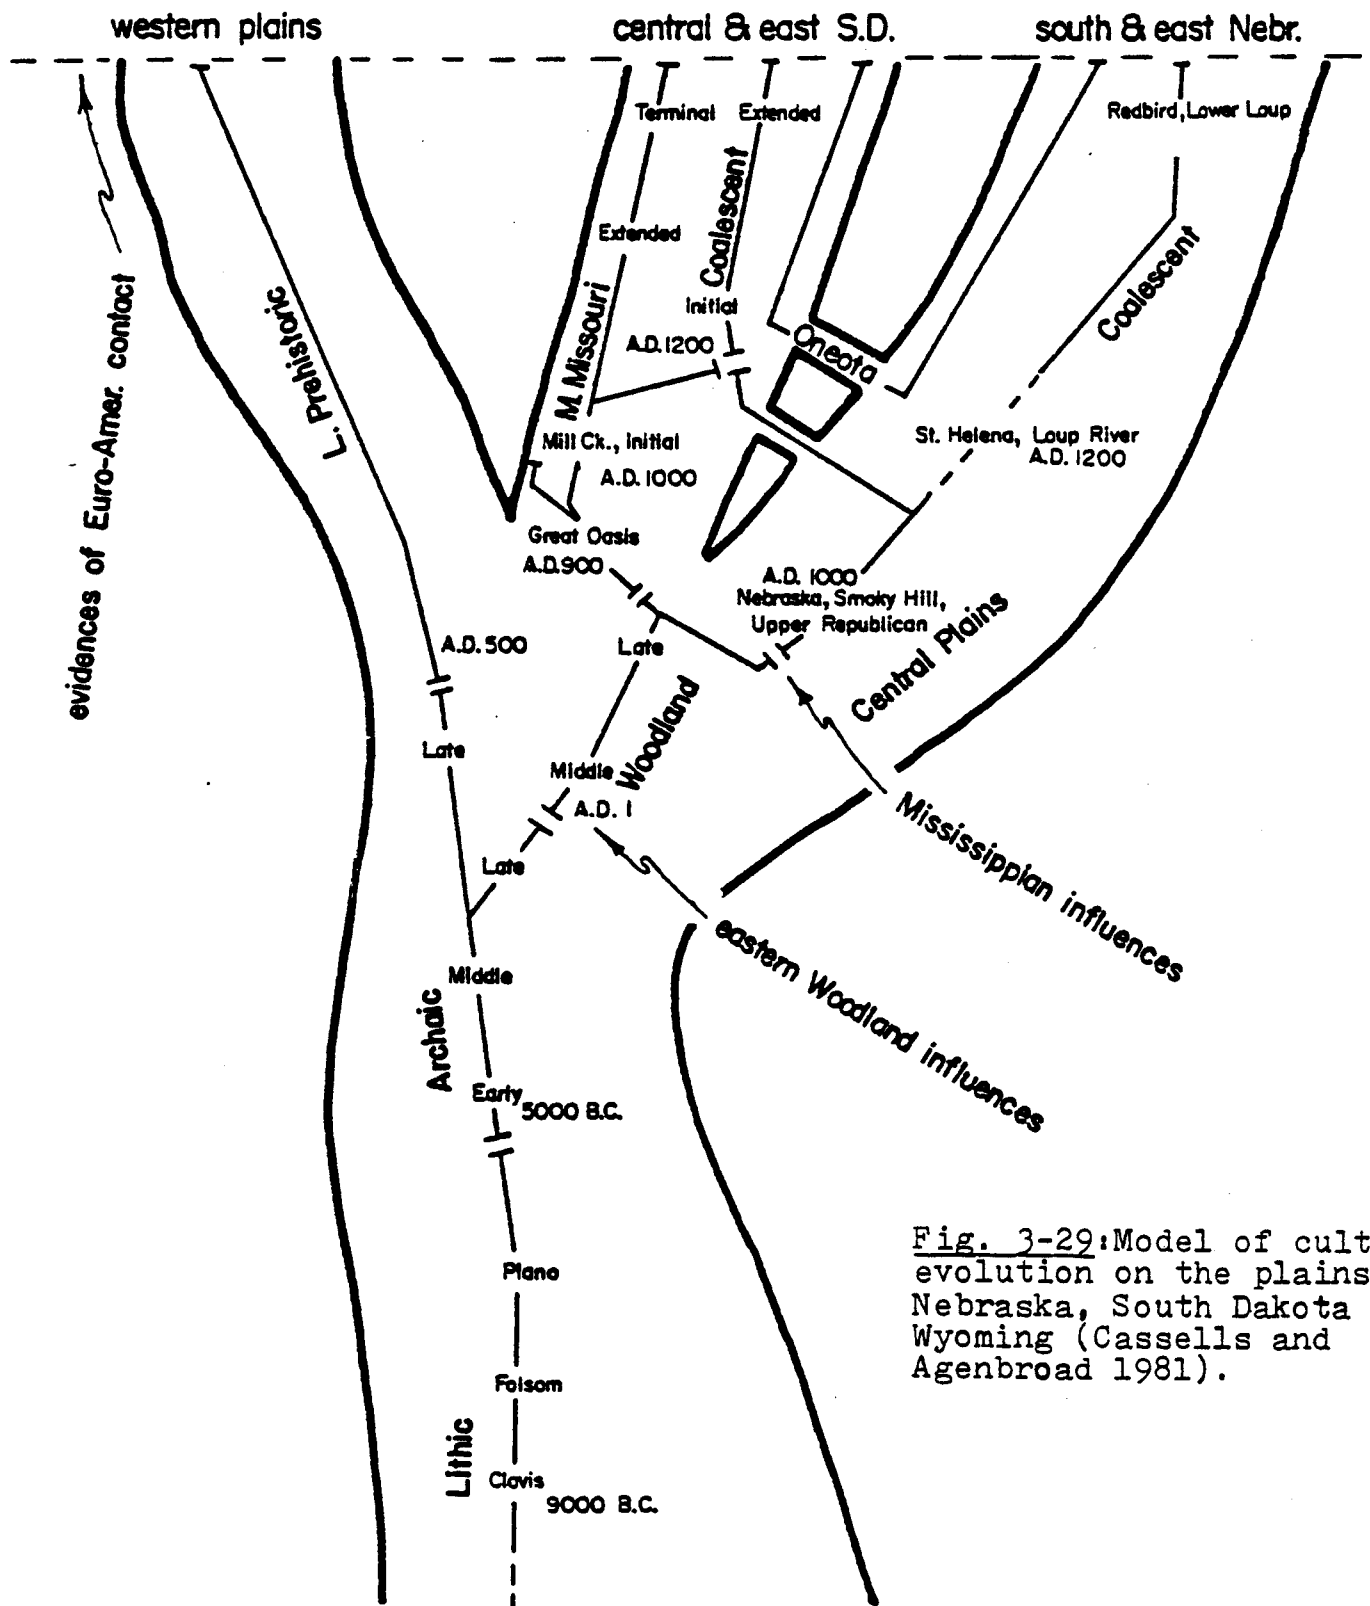 western plains
central & east S.D.
south & east Nebr.
Terminal
Extended
Redbird, Lower Loup
Extended
Coalescent
Coalescent
evidences of Euro-Amer. contact
L. Prehistoric
M. Missouri
Initial
A.D. 1200
Oneota
Mill Ck., Initial
A.D. 1000
St. Helena, Loup River
A.D. 1200
Great Oasis
A.D. 900
A.D. 1000
Nebraska, Smoky Hill,
Upper Republican
Central Plains
A.D. 500
Late
Woodland
Late
Middle
A.D. 1
Mississippian influences
Late
eastern Woodland influences
Middle
Archaic
Early
5000 B.C.
Plano
Folsom
Lithic
Clovis
9000 B.C.
Fig. 3-29: Model of cult
evolution on the plains
Nebraska, South Dakota
Wyoming (Cassells and
Agenbroad 1981).